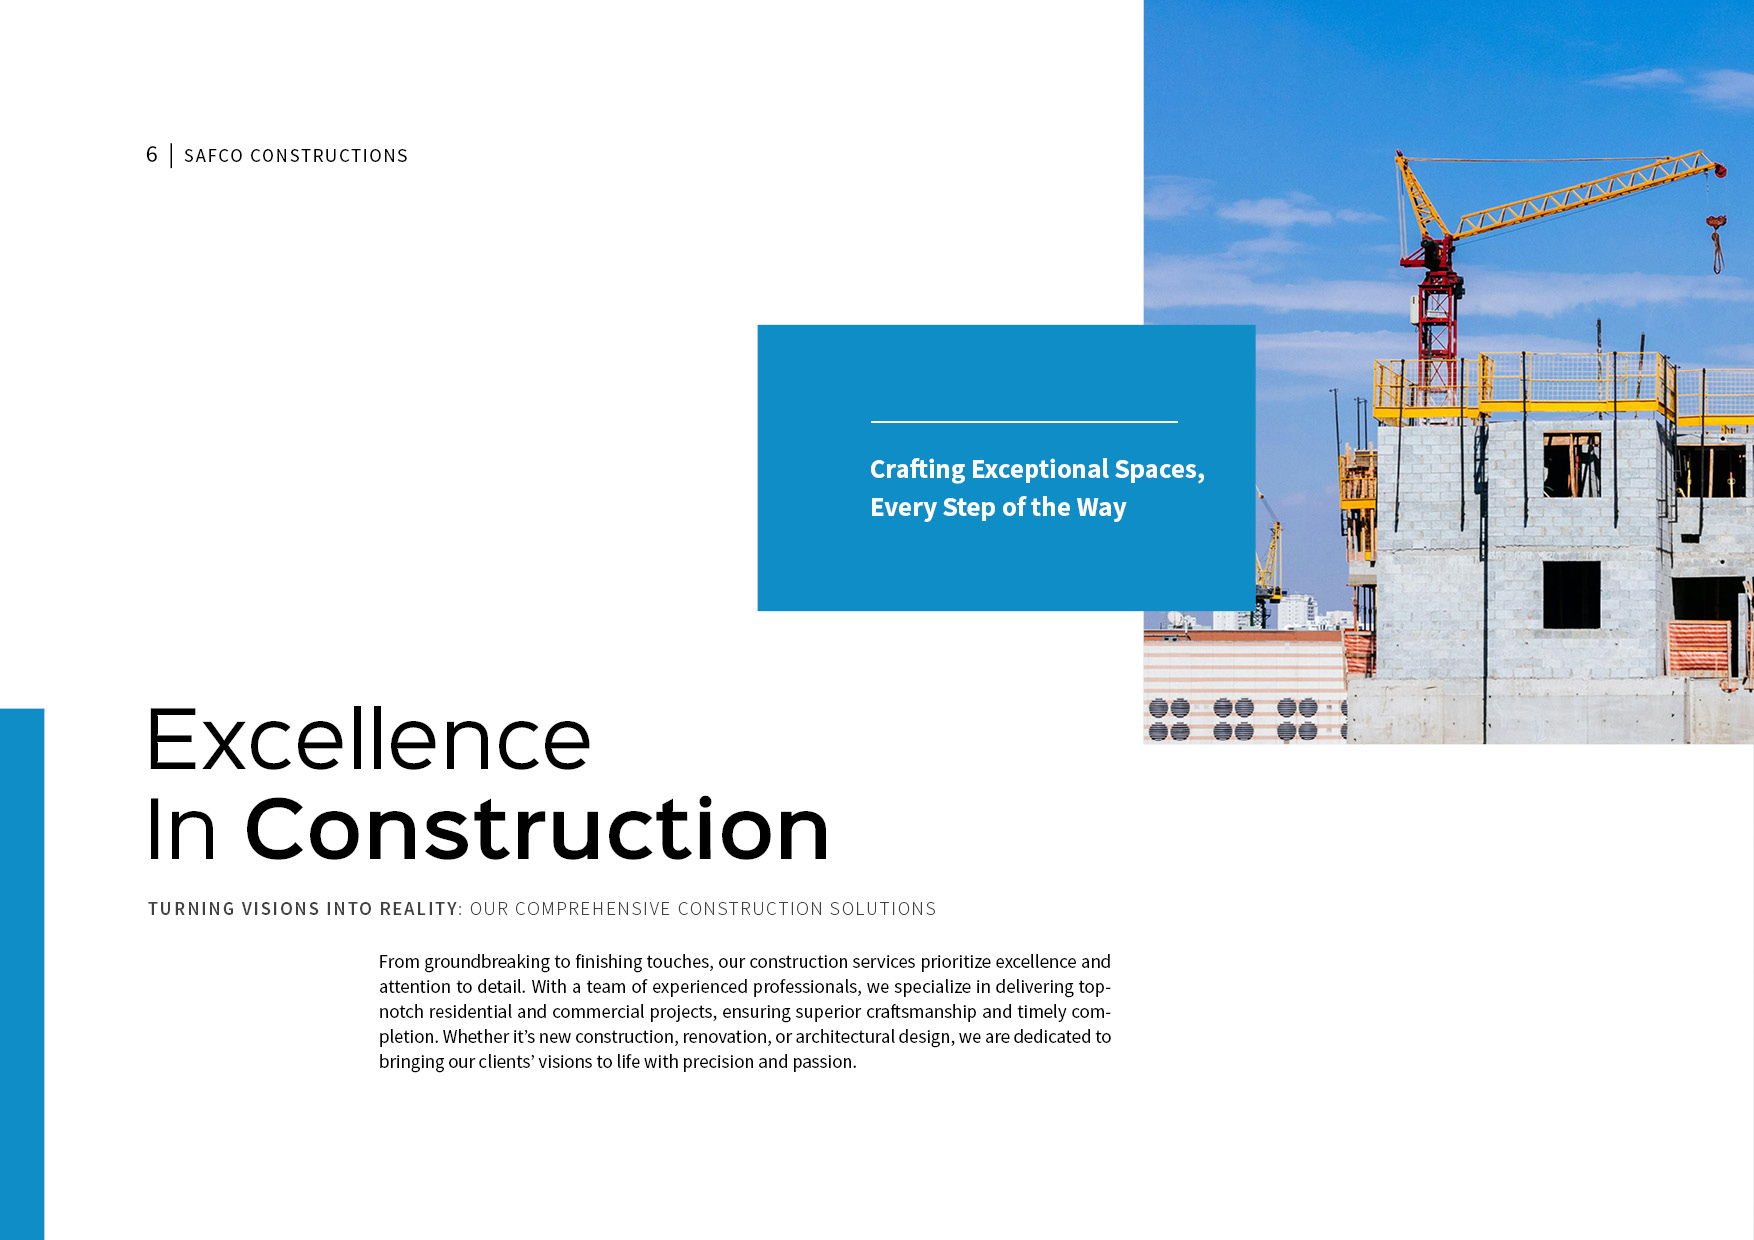 6 | SAFCO CONSTRUCTIONS
Crafting Exceptional Spaces,
Every Step of the Way
Excellence
In Construction
TURNING VISIONS INTO REALITY: OUR COMPREHENSIVE CONSTRUCTION SOLUTIONS
From groundbreaking to finishing touches, our construction services prioritize excellence and
attention to detail. With a team of experienced professionals, we specialize in delivering top-
notch residential and commercial projects, ensuring superior craftsmanship and timely com-
pletion. Whether it’s new construction, renovation, or architectural design, we are dedicated to
bringing our clients’ visions to life with precision and passion.